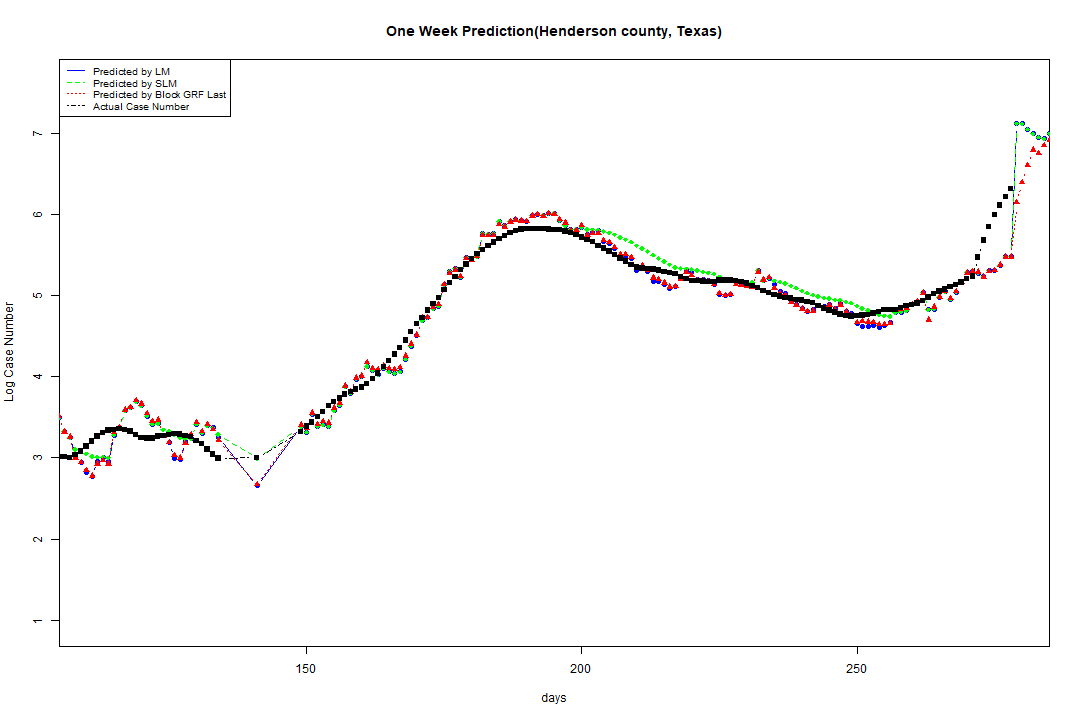 One Week Prediction(Henderson county, Texas)
Predicted by LM
Predicted by SLM
Predicted by Block GRF Last
Actual Case Number
7
6
5
4
3
2
1
Log Case Number
150 200 250
days